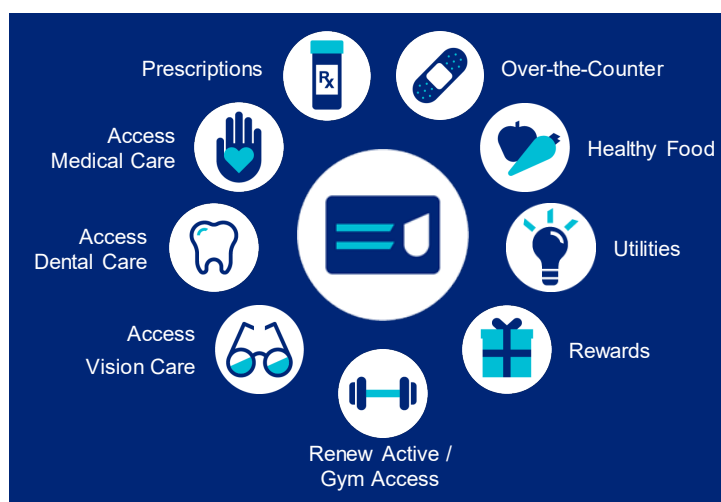 Prescriptions
Rx
Over-the-Counter
Access
Medical Care
Healthy Food
Access
Dental Care
Utilities
Access
Vision Care
Rewards
Renew Active /
Gym Access